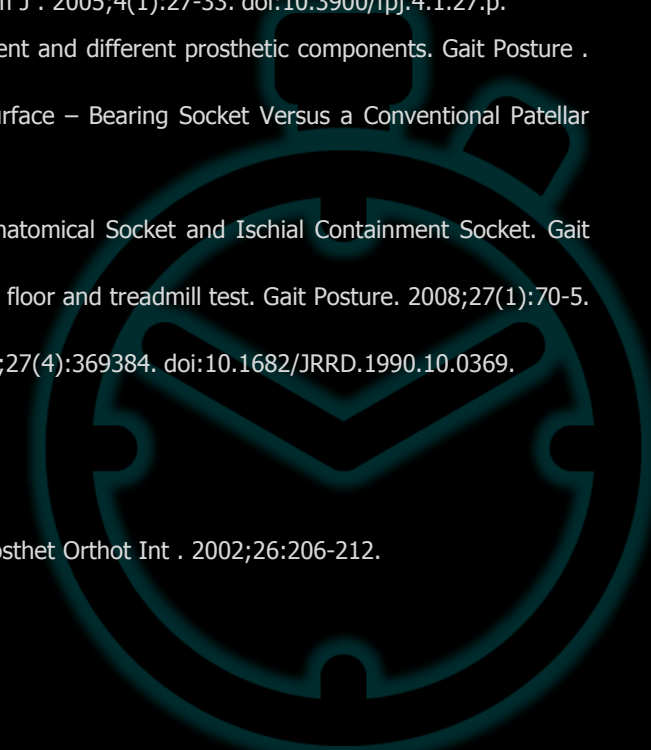 n J . 2005;4(1):27-33. doi:10.3900/fpj.4.1.27.p.
ent and different prosthetic components. Gait Posture .
urface – Bearing Socket Versus a Conventional Patellar
natomical Socket and Ischial Containment Socket. Gait
floor and treadmill test. Gait Posture. 2008;27(1):70-5.
;27(4):369384. doi:10.1682/JRRD.1990.10.0369.
osthet Orthot Int . 2002;26:206-212.